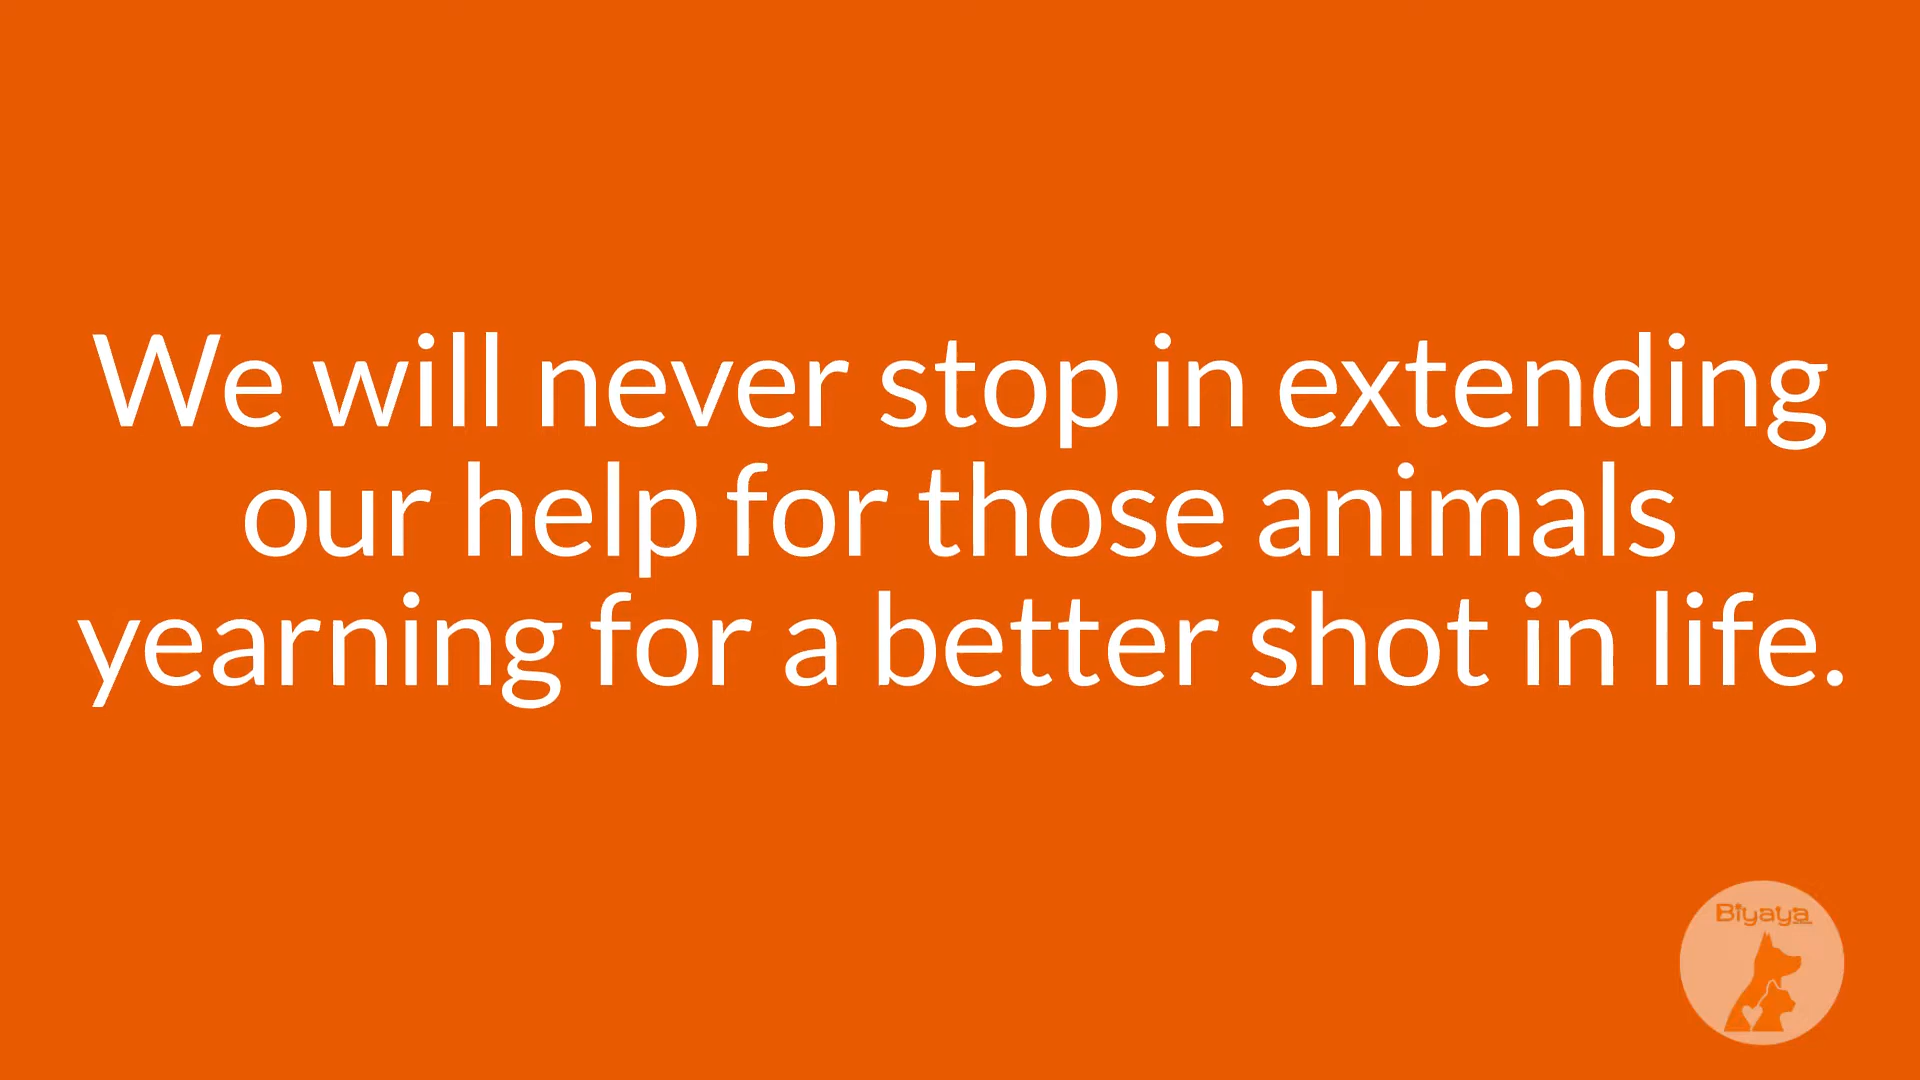 We will never stop in extending
our help for those animals
yearning for a better shot in life.
Biyaya